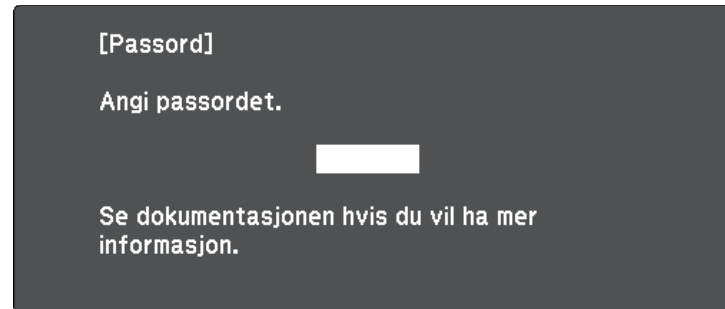 [Passord]
Angi passordet.
Se dokumentasjonen hvis du vil ha mer
informasjon.